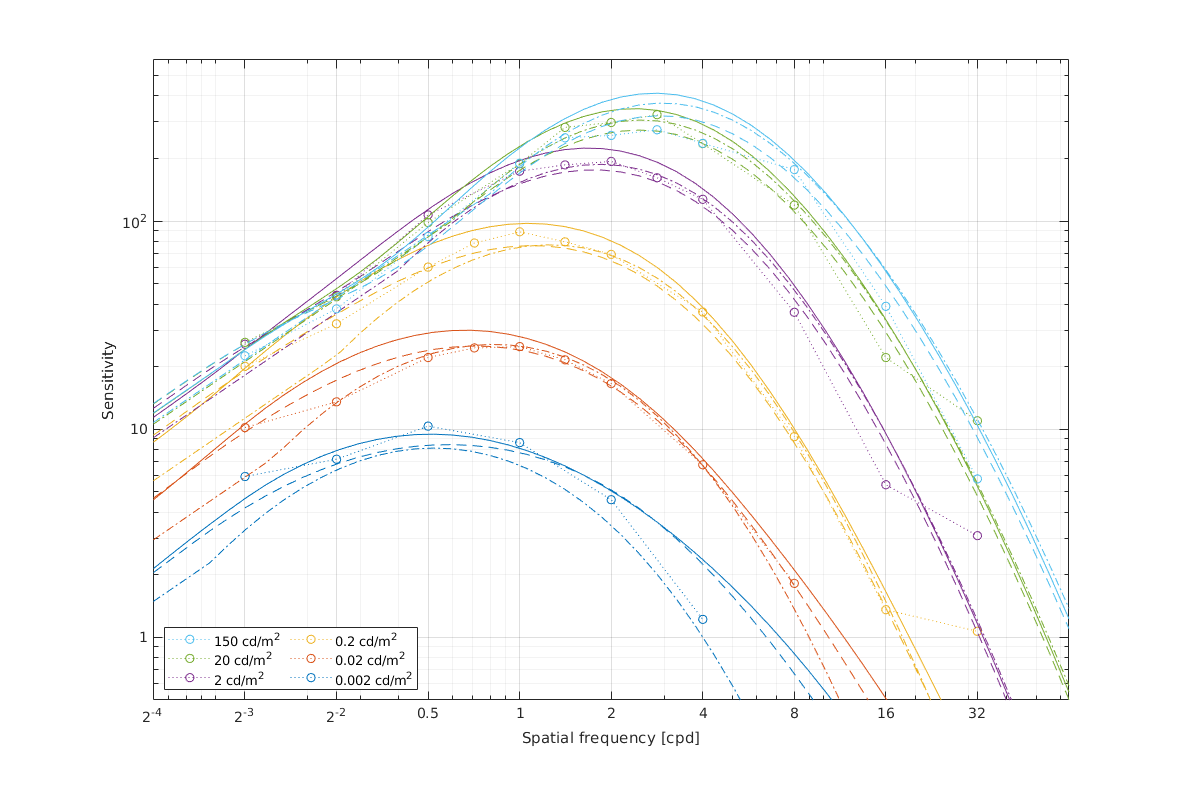 Sensitivity
10²
10
1
150 cd/m² 0.2 cd/m²
20 cd/m² 0.02 cd/m²
2 cd/m² 0.002 cd/m²
2⁻⁴ 2⁻³ 2⁻² 0.5 1 2 4 8 16 32
Spatial frequency [cpd]